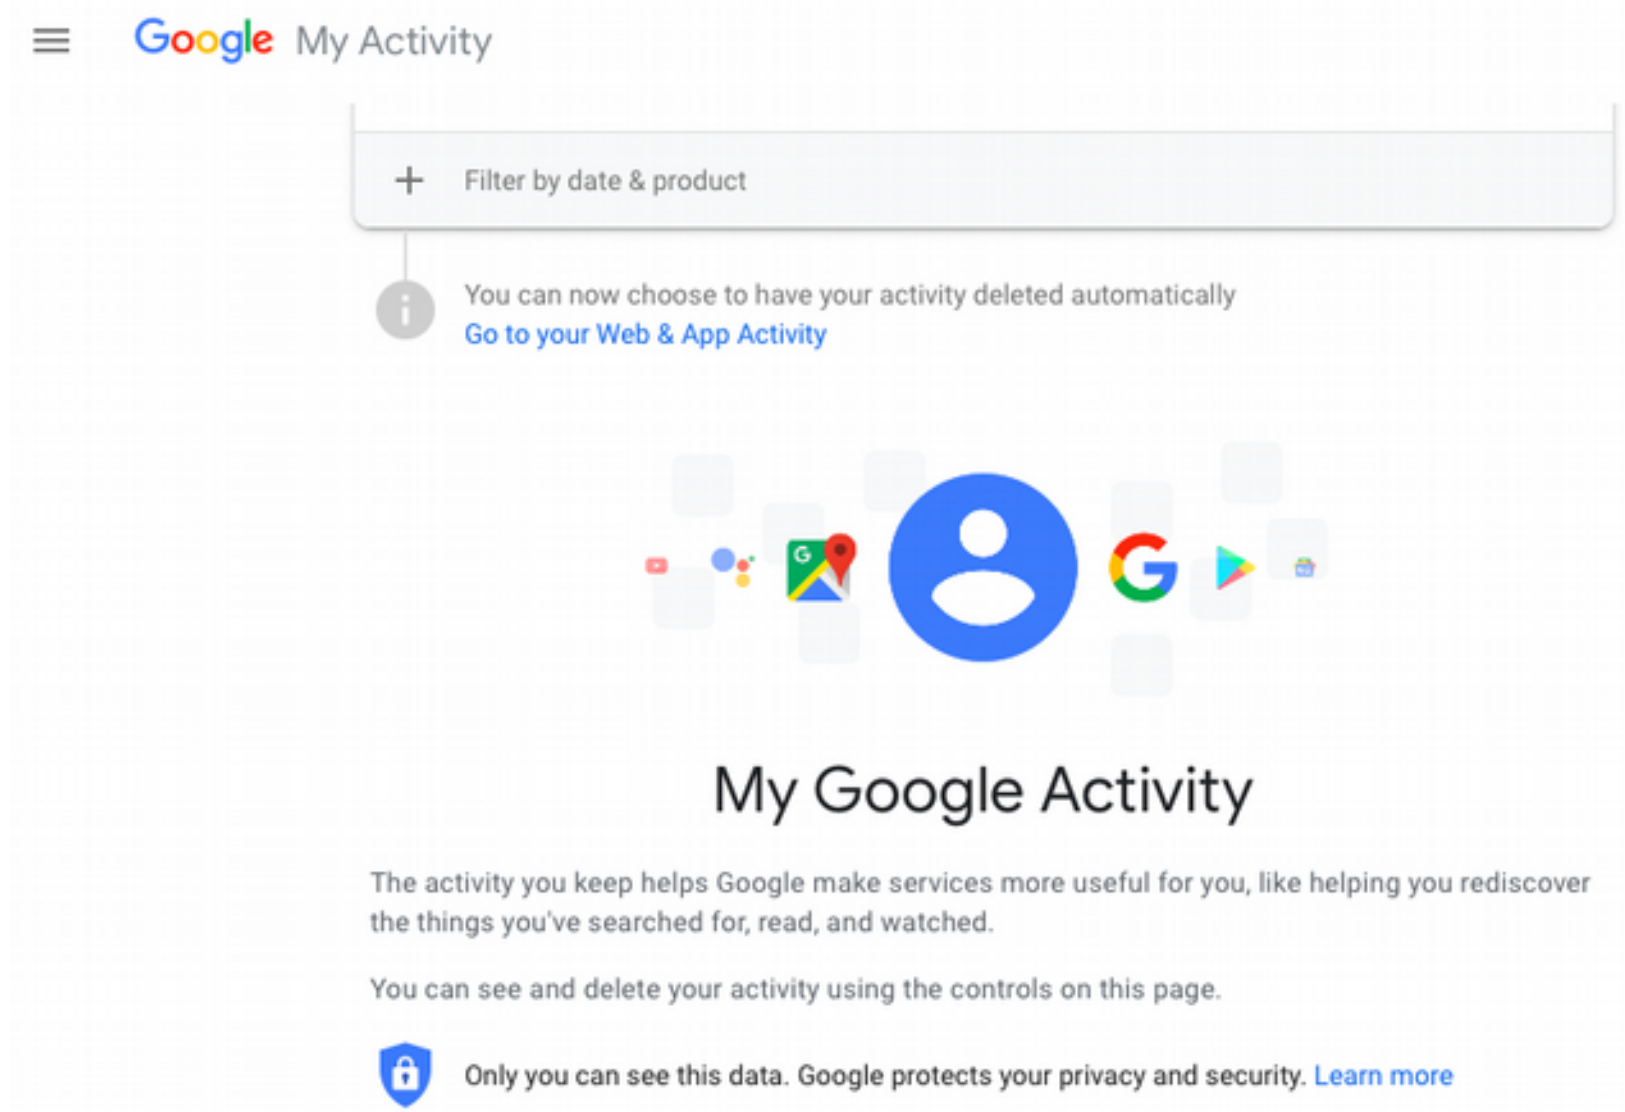 Google My Activity
Filter by date & product
You can now choose to have your activity deleted automatically
Go to your Web & App Activity
My Google Activity
The activity you keep helps Google make services more useful for you, like helping you rediscover
the things you've searched for, read, and watched.
You can see and delete your activity using the controls on this page.
Only you can see this data. Google protects your privacy and security. Learn more